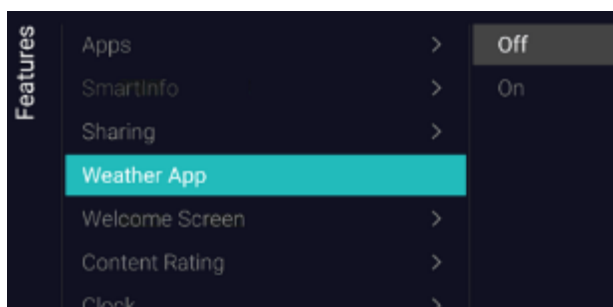 Features
Apps
SmartInfo
Sharing
Weather App
Welcome Screen
Content Rating
Clock
Off
On